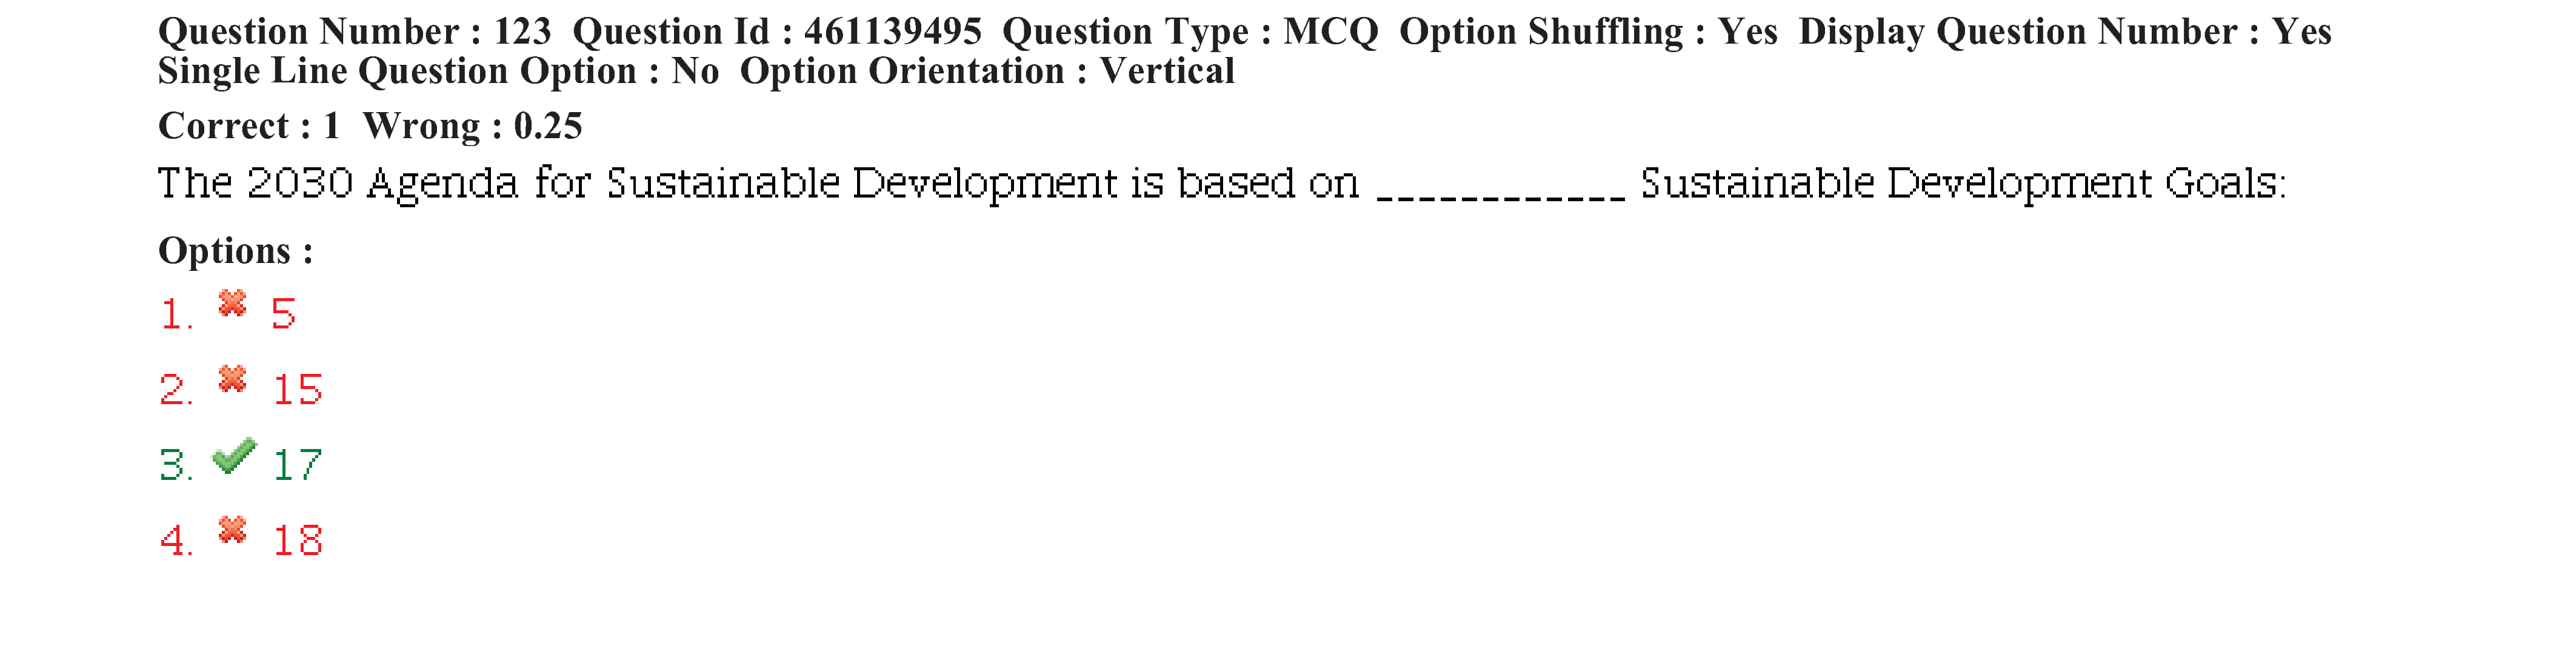 Question Number : 123 Question Id : 461139495 Question Type : MCQ Option Shuffling : Yes Display Question Number : Yes
Single Line Question Option : No Option Orientation : Vertical
Correct : 1 Wrong : 0.25
The 2030 Agenda for Sustainable Development is based on ____________ Sustainable Development Goals:
Options :
1. 5
2. 15
3. 17
4. 18